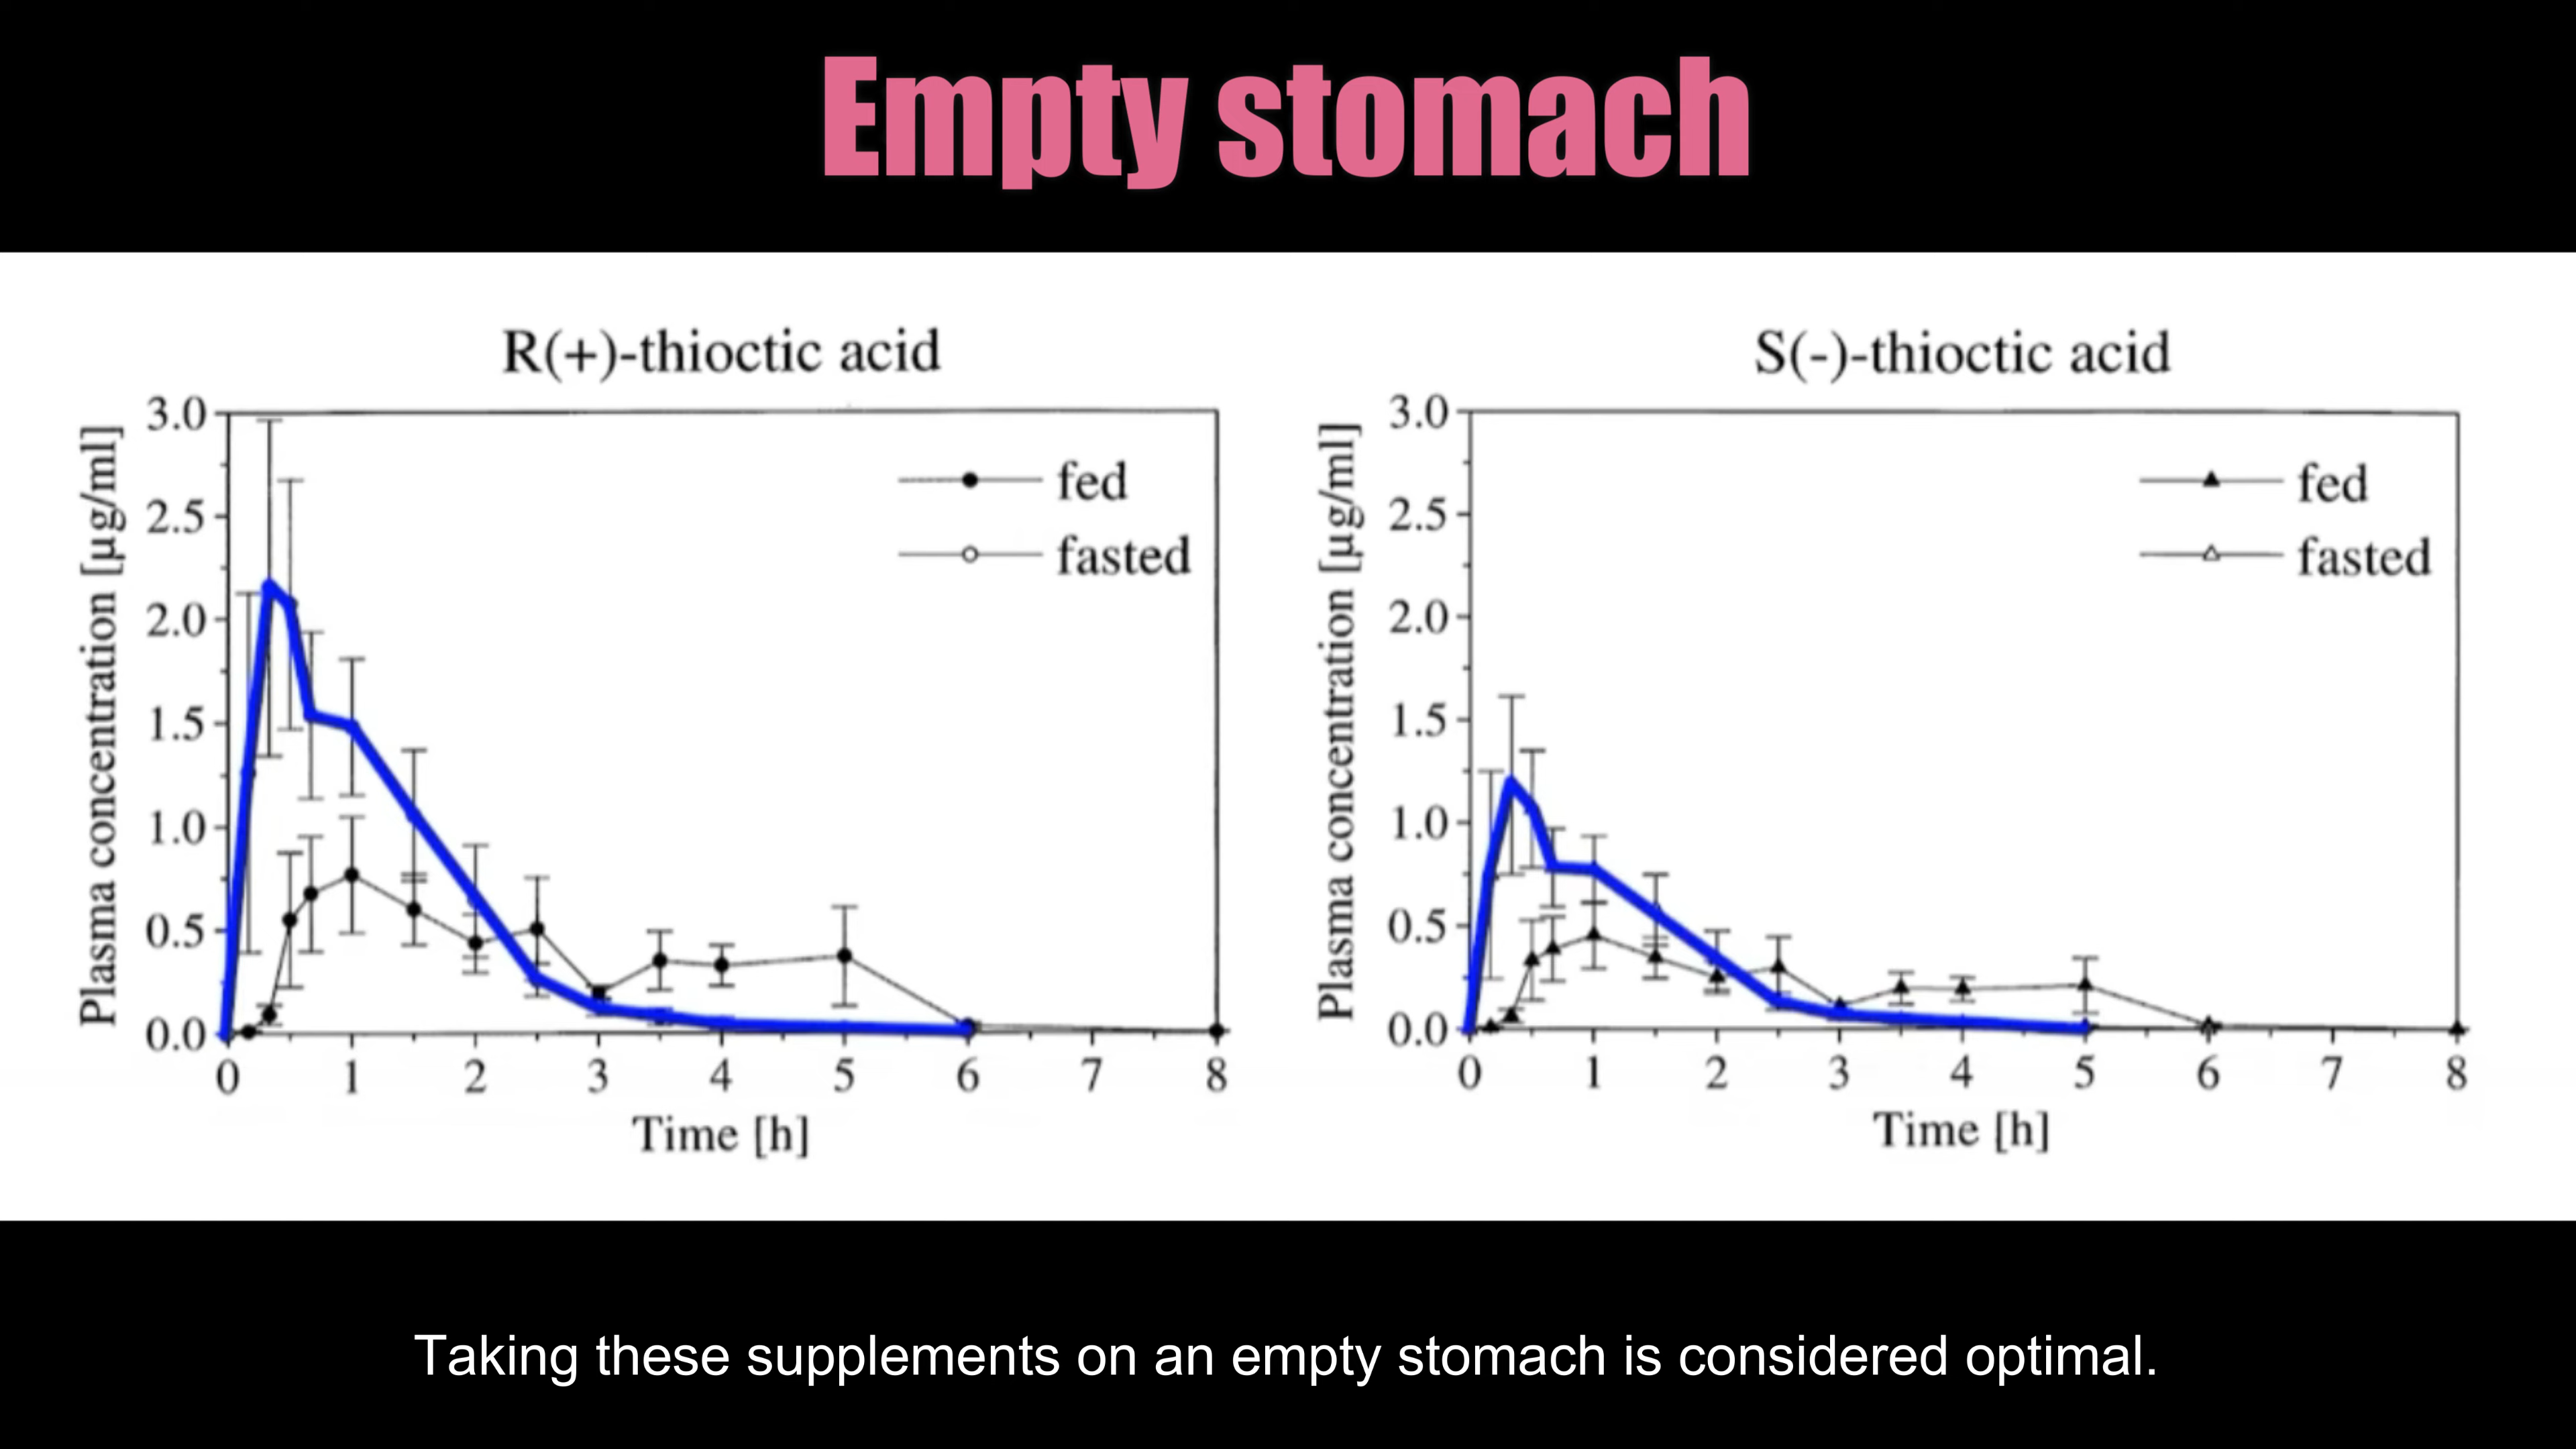 Empty stomach
R(+)-thioctic acid
Plasma concentration [µg/ml]
3.0
2.5
2.0
1.5
1.0
0.5
0.0
fed
fasted
0 1 2 3 4 5 6 7 8
Time [h]
S(-)-thioctic acid
Plasma concentration [µg/ml]
3.0
2.5
2.0
1.5
1.0
0.5
0.0
fed
fasted
0 1 2 3 4 5 6 7 8
Time [h]
Taking these supplements on an empty stomach is considered optimal.